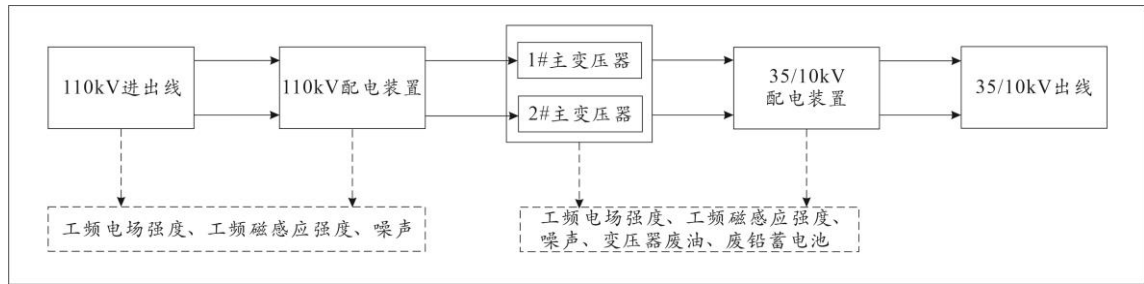 110kV进出线
110kV配电装置
1#主变压器
2#主变压器
35/10kV
配电装置
35/10kV出线
工频电场强度、工频磁感应强度、噪声
工频电场强度、工频磁感应强度、
噪声、变压器废油、废铅蓄电池